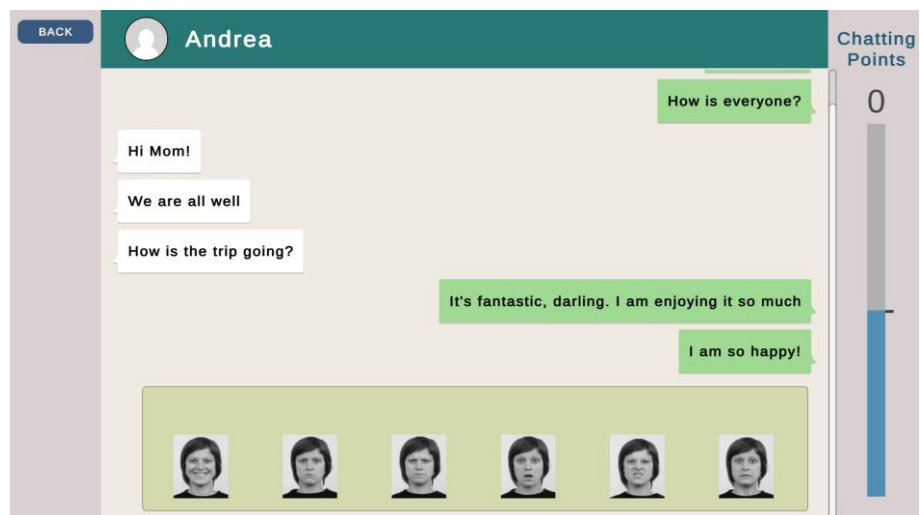 BACK
Andrea
Chatting
Points
0
How is everyone?
Hi Mom!
We are all well
How is the trip going?
It's fantastic, darling. I am enjoying it so much
I am so happy!